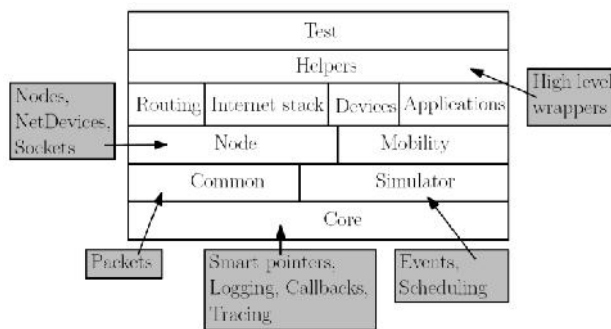 Test
Helpers
Nodes,
NetDevices,
Sockets
Routing
Internet stack
Devices
Applications
High level
wrappers
Node
Mobility
Common
Simulator
Core
Packets
Smart pointers,
Logging, Callbacks,
Tracing
Events,
Scheduling